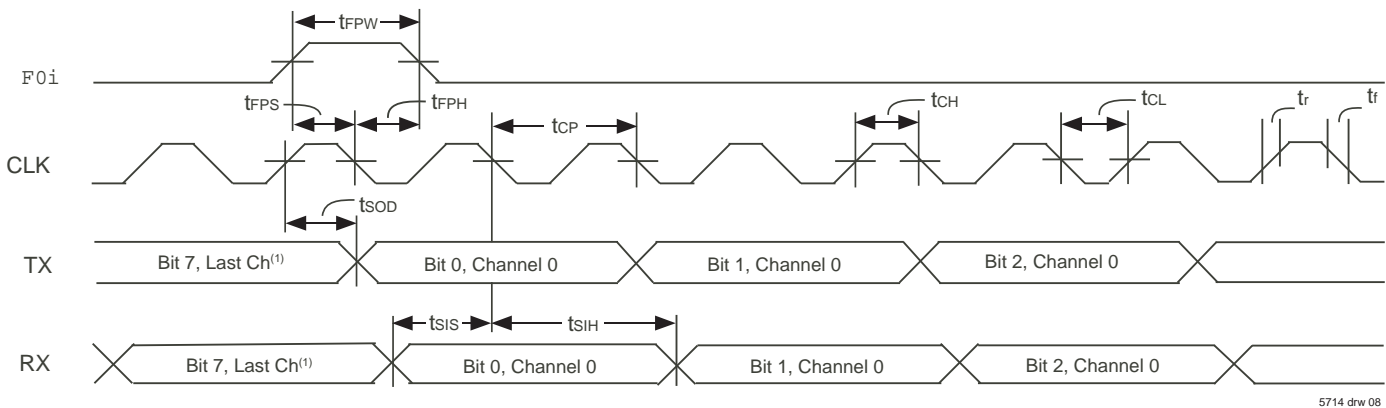 tFPW
F0i
tFPS
tFPH
tCP
tCH
tCL
tr
tf
CLK
tSOD
TX
Bit 7, Last Ch(1)
Bit 0, Channel 0
Bit 1, Channel 0
Bit 2, Channel 0
tSIS
tSIH
RX
Bit 7, Last Ch(1)
Bit 0, Channel 0
Bit 1, Channel 0
Bit 2, Channel 0
5714 drw 08